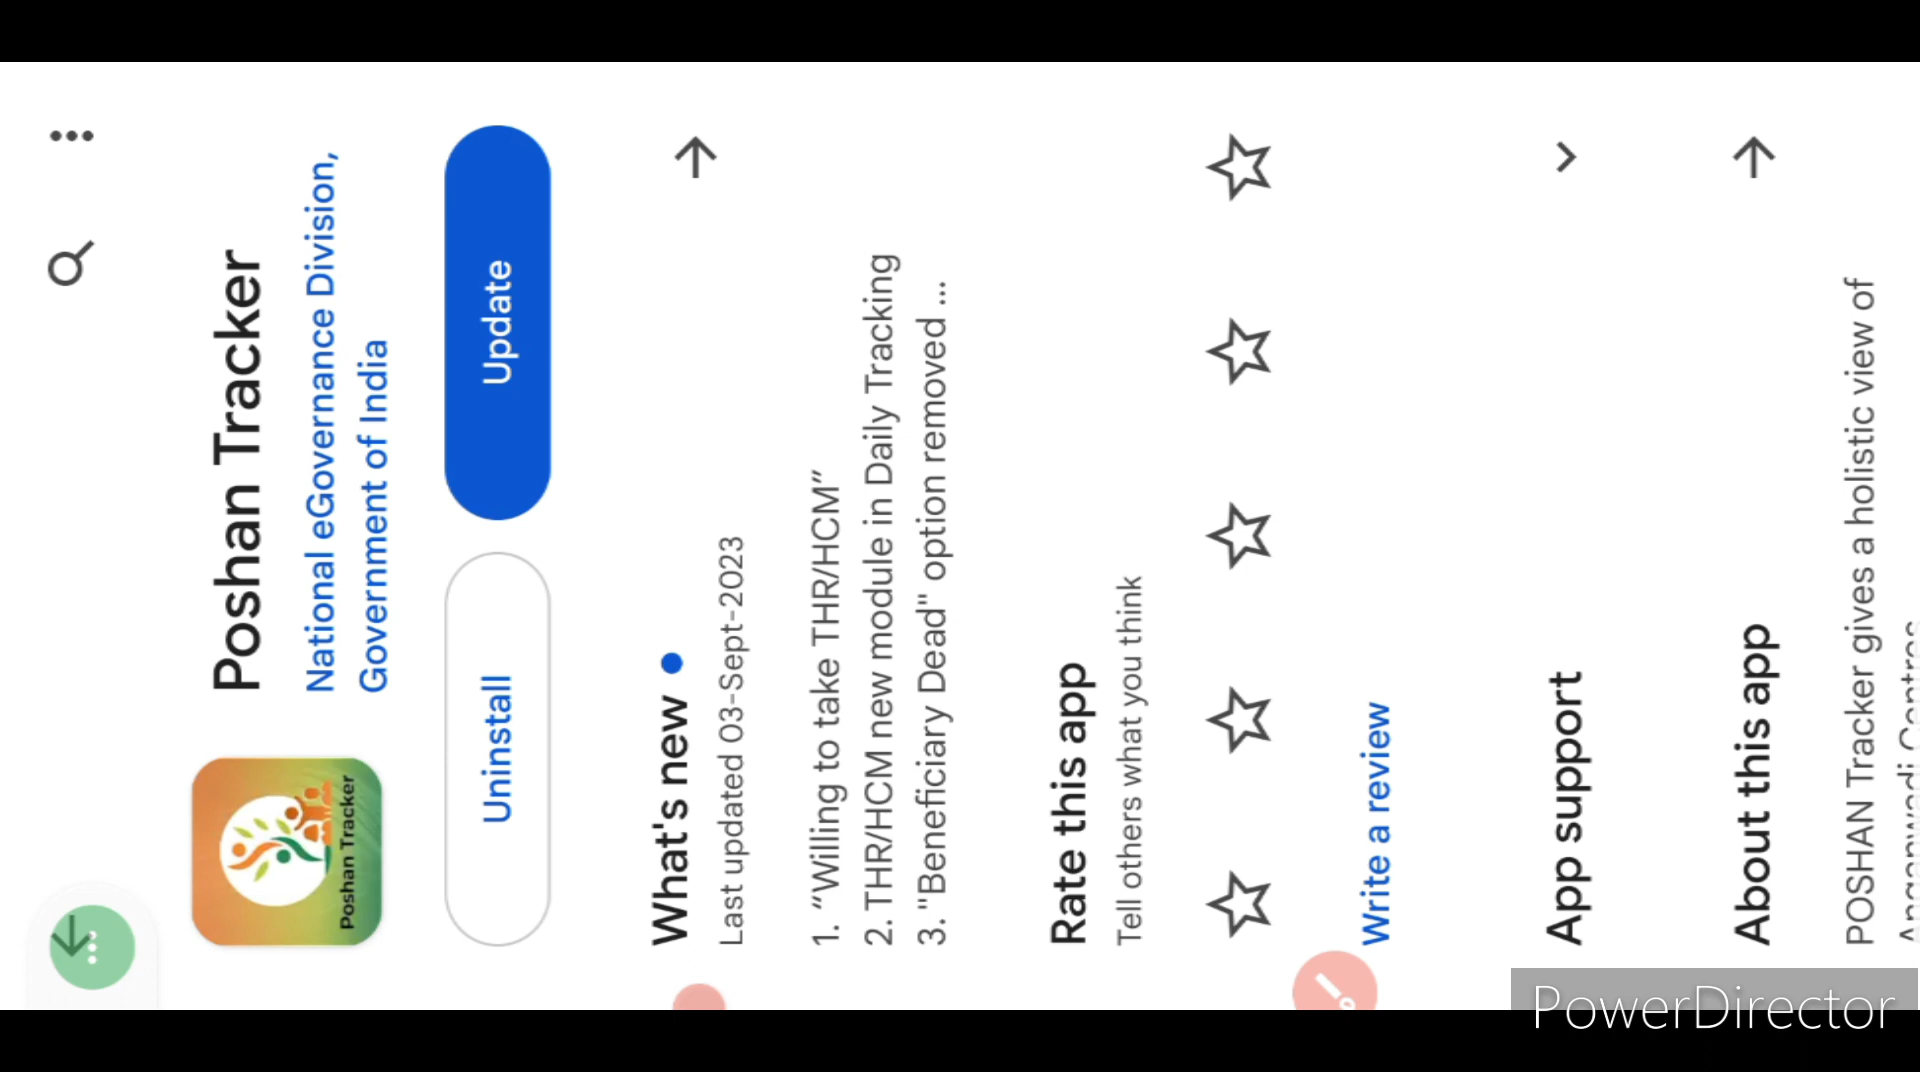 Poshan Tracker
National eGovernance Division,
Government of India
Poshan Tracker
Uninstall
Update
What's new
Last updated 03-Sept-2023
1. “Willing to take THR/HCM”
2. THR/HCM new module in Daily Tracking
3. "Beneficiary Dead" option removed ...
Rate this app
Tell others what you think
Write a review
App support
About this app
POSHAN Tracker gives a holistic view of
PowerDirector